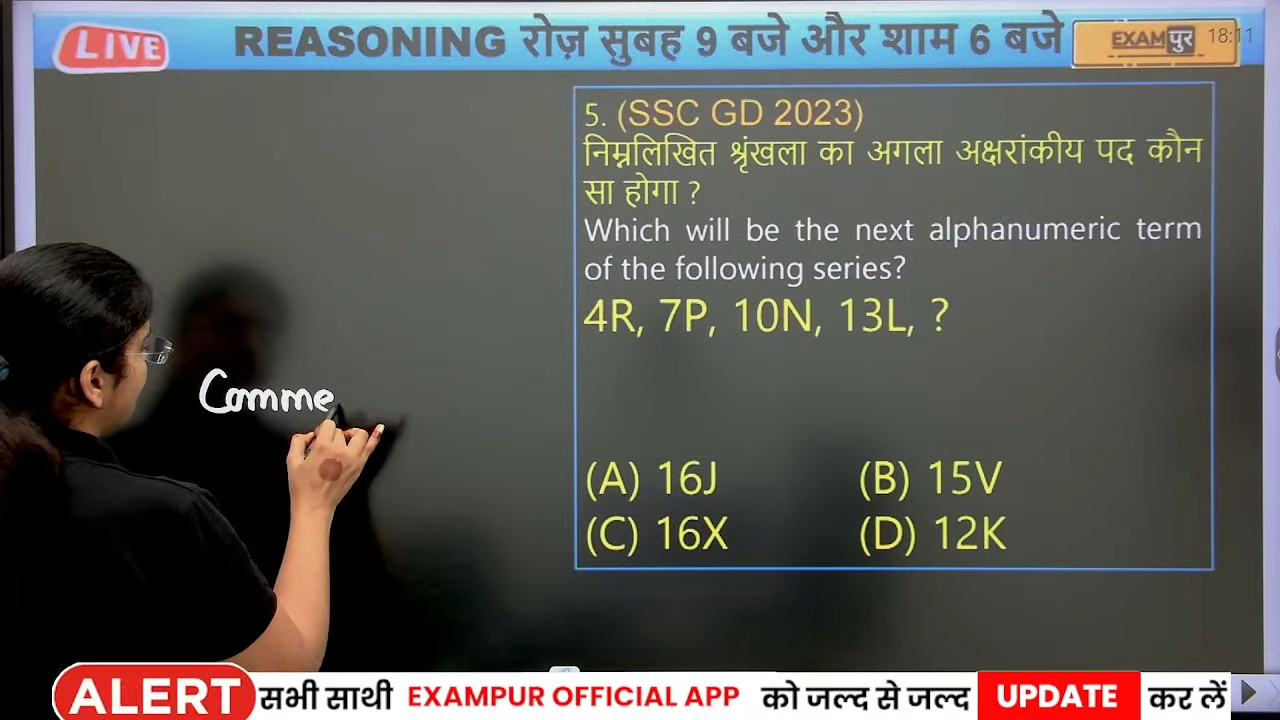 LIVE
REASONING रोज़ सुबह 9 बजे और शाम 6 बजे
EXAMपुर
18:11
5. (SSC GD 2023)
निम्नलिखित श्रृंखला का अगला अक्षरांकीय पद कौन
सा होगा ?
Which will be the next alphanumeric term
of the following series?
4R, 7P, 10N, 13L, ?
(A) 16J (B) 15V
(C) 16X (D) 12K
Comme
ALERT सभी साथी EXAMPUR OFFICIAL APP को जल्द से जल्द UPDATE कर लें